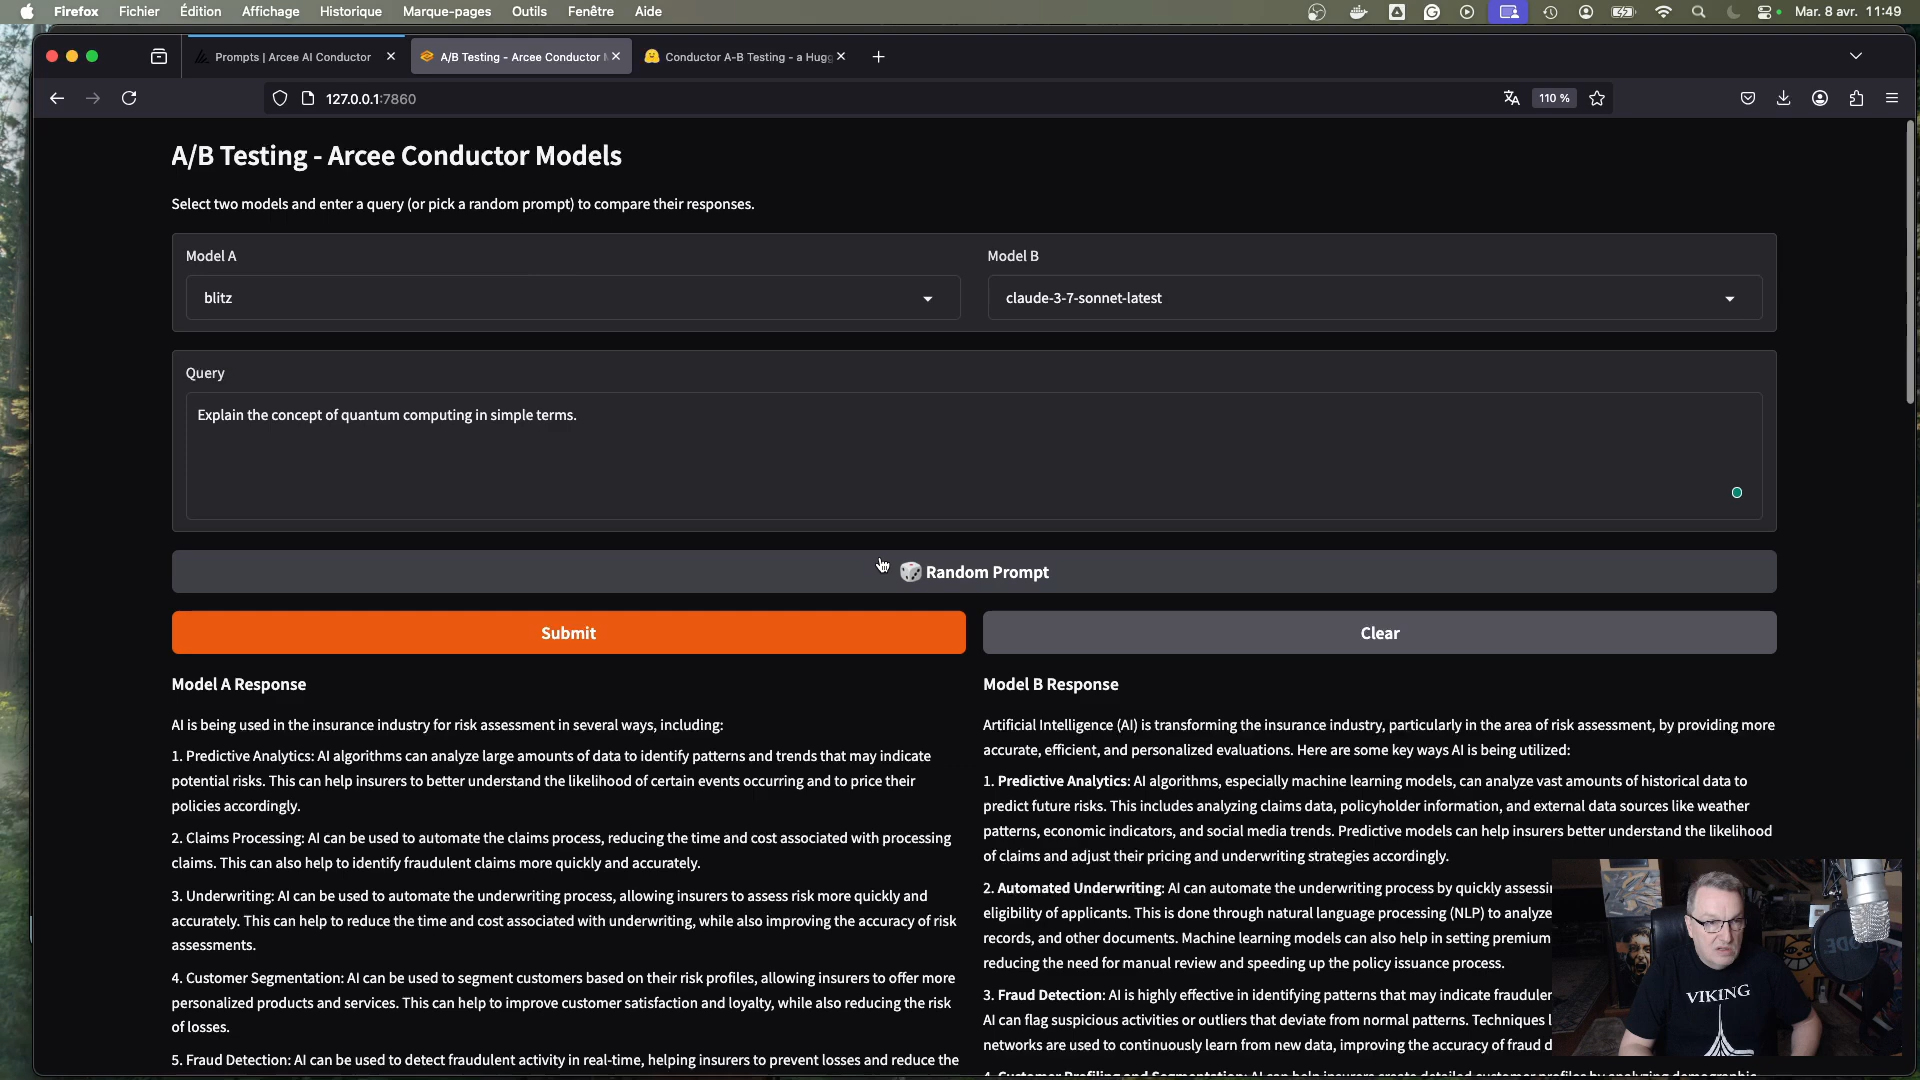 Firefox Fichier Édition Affichage Historique Marque-pages Outils Fenêtre Aide
Mar. 8 avr. 11:49
Prompts | Arcee AI Conductor
A/B Testing - Arcee Conductor
Conductor A-B Testing - a Hugg
127.0.0.1:7860
110 %
A/B Testing - Arcee Conductor Models
Select two models and enter a query (or pick a random prompt) to compare their responses.
Model A
Model B
blitz
claude-3-7-sonnet-latest
Query
Explain the concept of quantum computing in simple terms.
Random Prompt
Submit
Clear
Model A Response
AI is being used in the insurance industry for risk assessment in several ways, including:
1. Predictive Analytics: AI algorithms can analyze large amounts of data to identify patterns and trends that may indicate
potential risks. This can help insurers to better understand the likelihood of certain events occurring and to price their
policies accordingly.
2. Claims Processing: AI can be used to automate the claims process, reducing the time and cost associated with processing
claims. This can also help to identify fraudulent claims more quickly and accurately.
3. Underwriting: AI can be used to automate the underwriting process, allowing insurers to assess risk more quickly and
accurately. This can help to reduce the time and cost associated with underwriting, while also improving the accuracy of risk
assessments.
4. Customer Segmentation: AI can be used to segment customers based on their risk profiles, allowing insurers to offer more
personalized products and services. This can help to improve customer satisfaction and loyalty, while also reducing the risk
of losses.
5. Fraud Detection: AI can be used to detect fraudulent activity in real-time, helping insurers to prevent losses and reduce the
Model B Response
Artificial Intelligence (AI) is transforming the insurance industry, particularly in the area of risk assessment, by providing more
accurate, efficient, and personalized evaluations. Here are some key ways AI is being utilized:
1. Predictive Analytics: AI algorithms, especially machine learning models, can analyze vast amounts of historical data to
predict future risks. This includes analyzing claims data, policyholder information, and external data sources like weather
patterns, economic indicators, and social media trends. Predictive models can help insurers better understand the likelihood
of claims and adjust their pricing and underwriting strategies accordingly.
2. Automated Underwriting: AI can automate the underwriting process by quickly assessin
eligibility of applicants. This is done through natural language processing (NLP) to analyze
records, and other documents. Machine learning models can also help in setting premium
reducing the need for manual review and speeding up the policy issuance process.
3. Fraud Detection: AI is highly effective in identifying patterns that may indicate fraudulen
AI can flag suspicious activities or outliers that deviate from normal patterns. Techniques l
networks are used to continuously learn from new data, improving the accuracy of fraud d
4. Customer Profiling and Segmentation: AI can help insurers create detailed customer profiles by analyzing demographic
VIKING